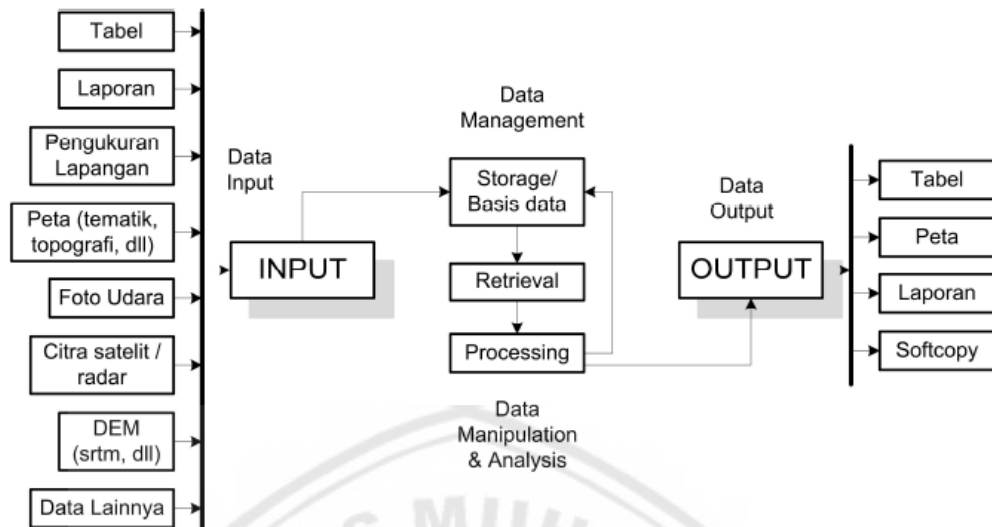 Tabel
Laporan
Pengukuran
Lapangan
Peta (tematik,
topografi, dll)
Foto Udara
Citra satelit /
radar
DEM
(srtm, dll)
Data Lainnya
Data
Input
INPUT
Data
Management
Storage/
Basis data
Retrieval
Processing
Data
Manipulation
& Analysis
Data
Output
OUTPUT
Tabel
Peta
Laporan
Softcopy